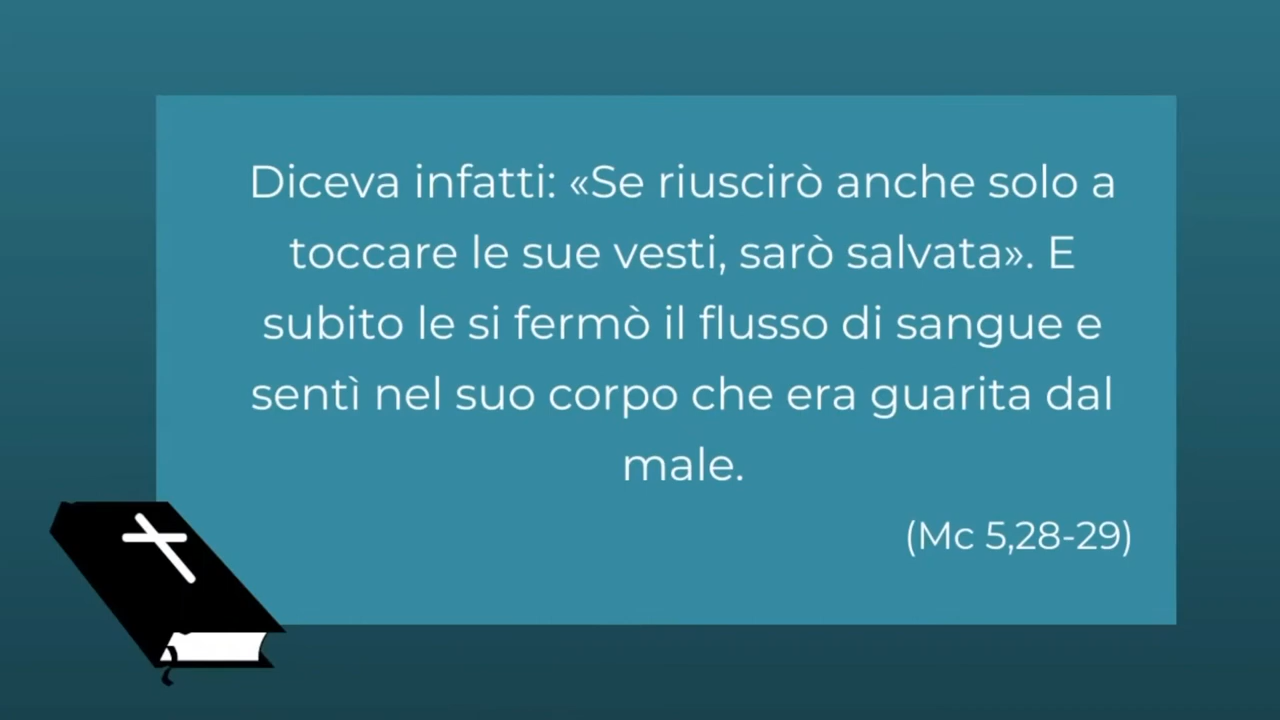 Diceva infatti: «Se riuscirò anche solo a
toccare le sue vesti, sarò salvata». E
subito le si fermò il flusso di sangue e
sentì nel suo corpo che era guarita dal
male.
(Mc 5,28-29)